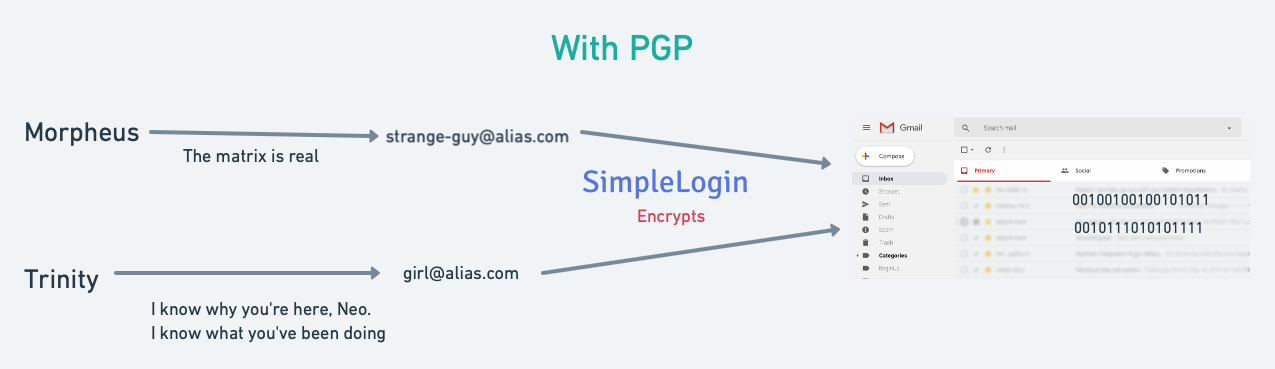 With PGP
Morpheus
The matrix is real
strange-guy@alias.com
SimpleLogin
Encrypts
Trinity
I know why you're here, Neo.
I know what you've been doing
girl@alias.com
Gmail
Search mail
Compose
Inbox
Snoozed
Sent
Drafts
Spam
Trash
Categories
BeginUp
Primary
Social
Promotions
00100100100101011
0010111010101111